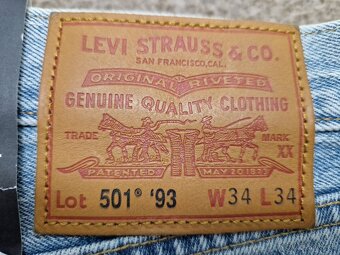 LEVI STRAUSS & CO.
SAN FRANCISCO, CAL.
ORIGINAL RIVETED
GENUINE QUALITY CLOTHING
TRADE MARK
XX
PATENTED MAY 20 1873
Lot 501® '93 W34 L34